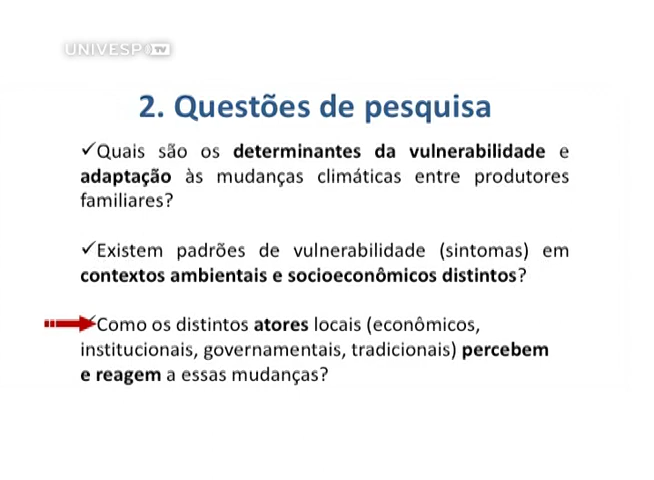 UNIVESP TV
2. Questões de pesquisa
✓Quais são os determinantes da vulnerabilidade e
adaptação às mudanças climáticas entre produtores
familiares?
✓Existem padrões de vulnerabilidade (sintomas) em
contextos ambientais e socioeconômicos distintos?
✓Como os distintos atores locais (econômicos,
institucionais, governamentais, tradicionais) percebem
e reagem a essas mudanças?